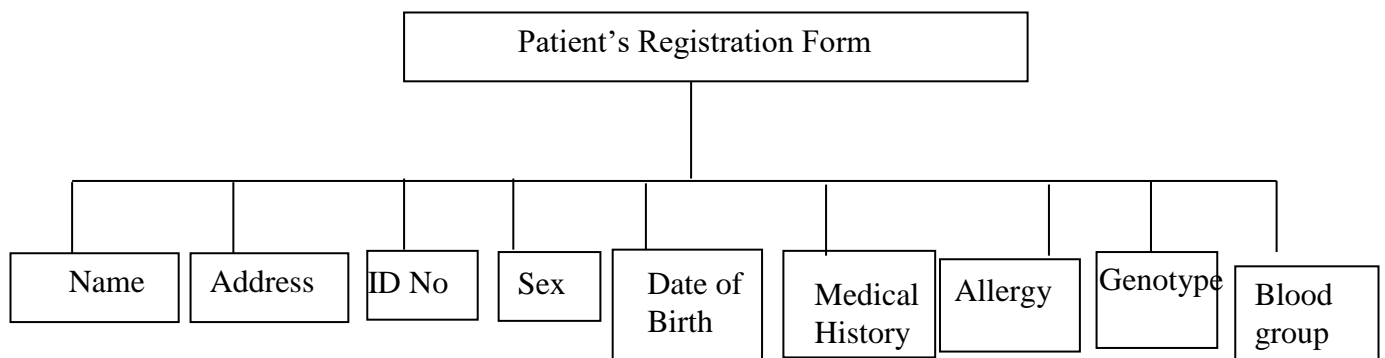 Patient’s Registration Form
Name
Address
ID No
Sex
Date of
Birth
Medical
History
Allergy
Genotype
Blood
group